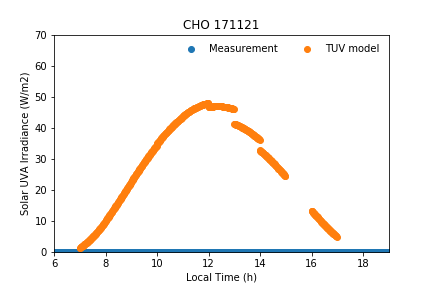 CHO 171121
Measurement
TUV model
Solar UVA Irradiance (W/m2)
70
60
50
40
30
20
10
0
6 8 10 12 14 16 18
Local Time (h)